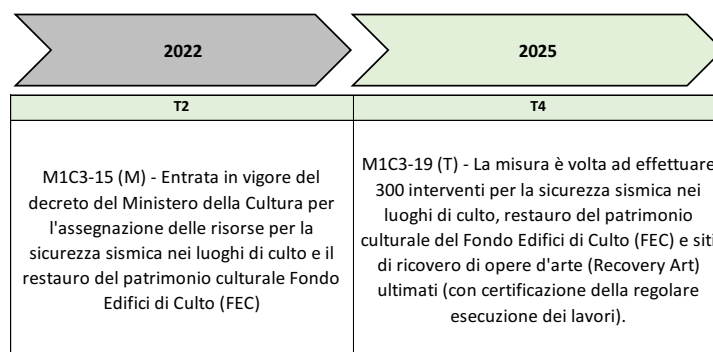 2022
2025
T2
T4
M1C3-15 (M) - Entrata in vigore del
decreto del Ministero della Cultura per
l'assegnazione delle risorse per la
sicurezza sismica nei luoghi di culto e il
restauro del patrimonio culturale Fondo
Edifici di Culto (FEC)
M1C3-19 (T) - La misura è volta ad effettuare
300 interventi per la sicurezza sismica nei
luoghi di culto, restauro del patrimonio
culturale del Fondo Edifici di Culto (FEC) e siti
di ricovero di opere d'arte (Recovery Art)
ultimati (con certificazione della regolare
esecuzione dei lavori).